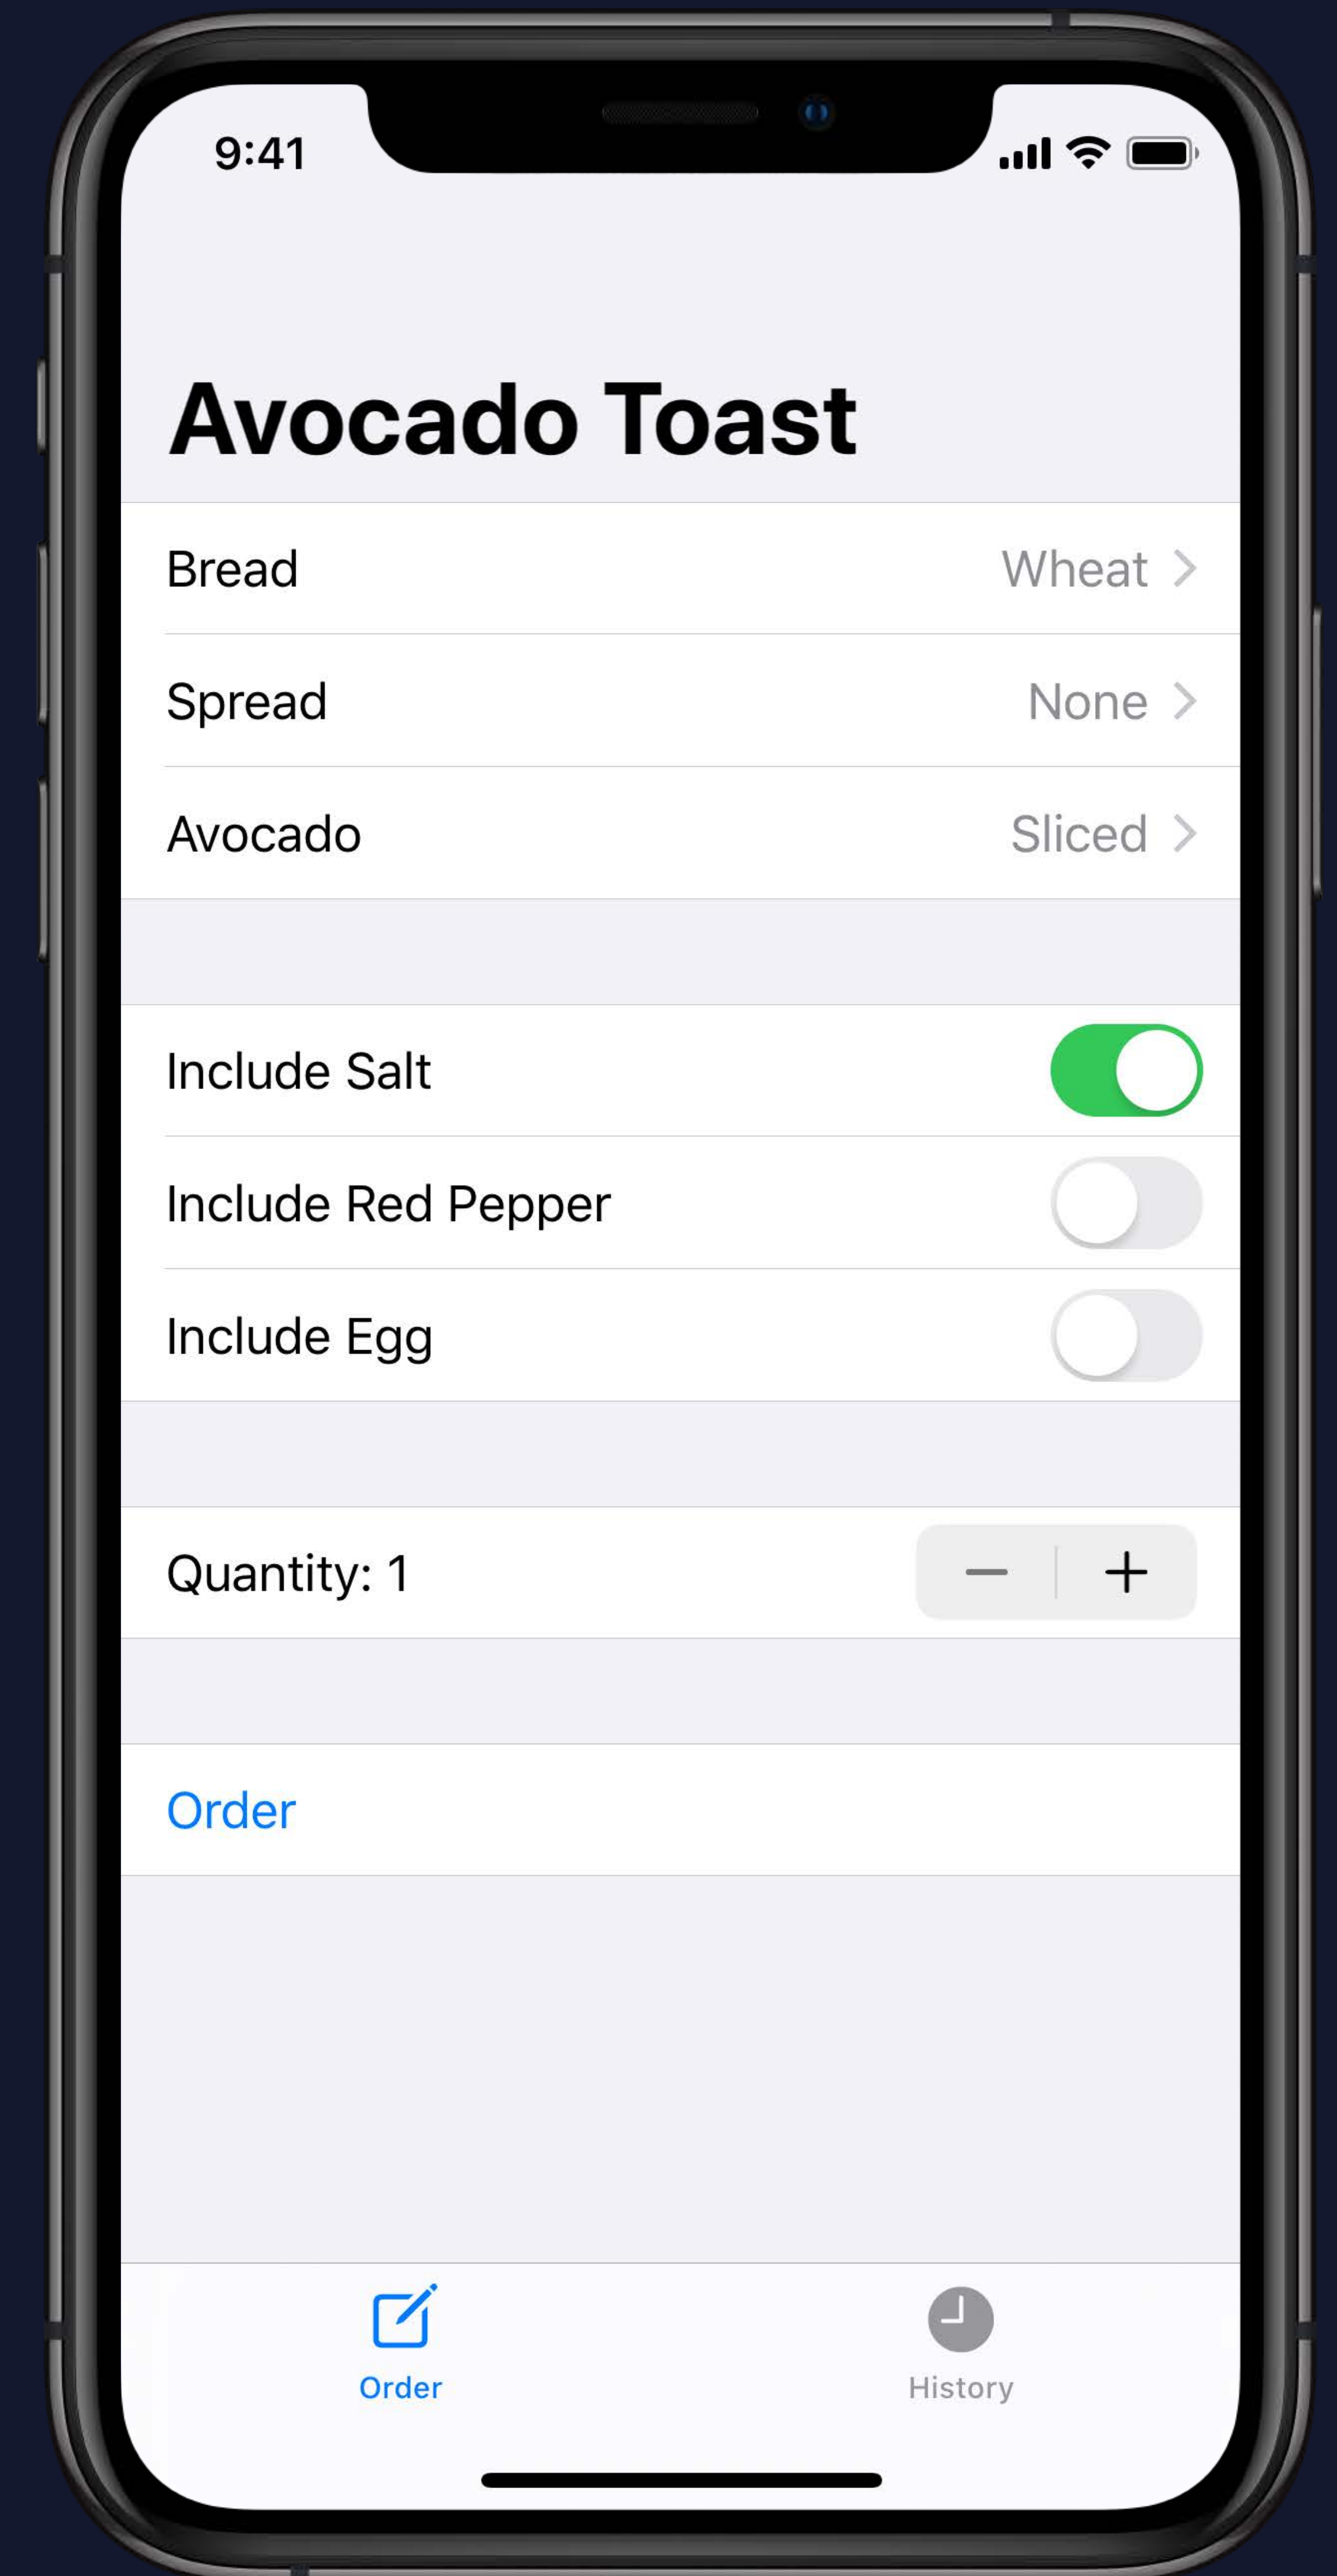 9:41
Avocado Toast
Bread Wheat
Spread None
Avocado Sliced
Include Salt
Include Red Pepper
Include Egg
Quantity: 1
Order
Order History